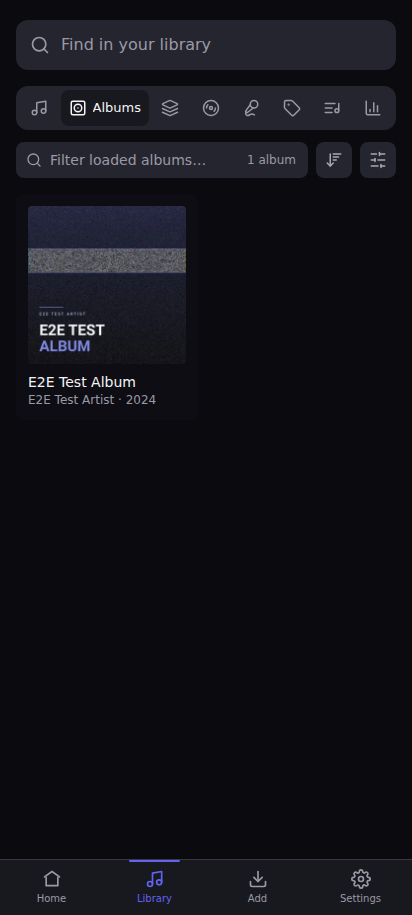 Find in your library
Albums
Filter loaded albums...
1 album
E2E TEST ARTIST
E2E TEST
ALBUM
E2E Test Album
E2E Test Artist · 2024
Home
Library
Add
Settings